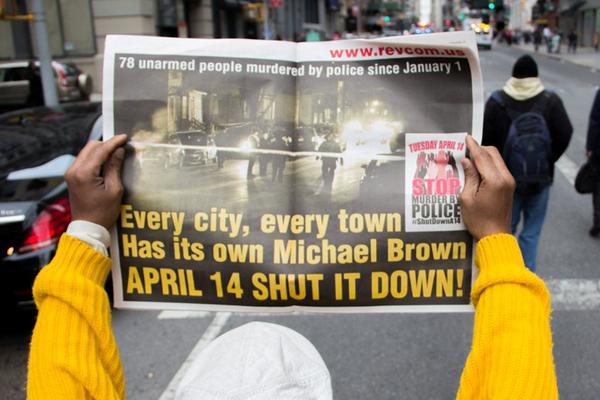 www.revcom.us
78 unarmed people murdered by police since January 1
TUESDAY APRIL 14
STOP
MURDER BY
POLICE
#ShutDownA14
Every city, every town
Has its own Michael Brown
APRIL 14 SHUT IT DOWN!